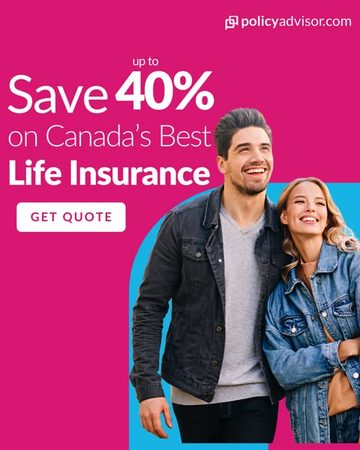 policyadvisor.com
up to
Save 40%
on Canada's Best
Life Insurance
GET QUOTE